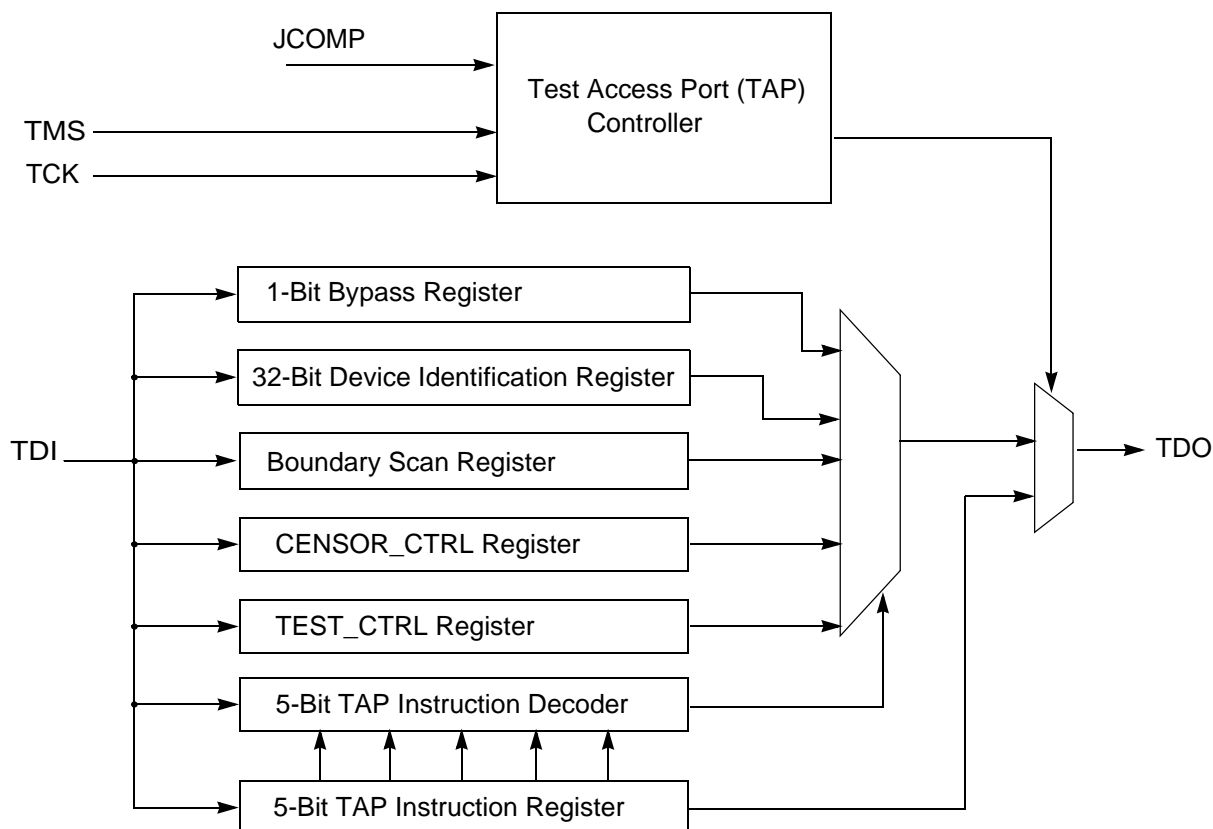 JCOMP
Test Access Port (TAP)
Controller
TMS
TCK
1-Bit Bypass Register
32-Bit Device Identification Register
TDI
Boundary Scan Register
TDO
CENSOR_CTRL Register
TEST_CTRL Register
5-Bit TAP Instruction Decoder
5-Bit TAP Instruction Register